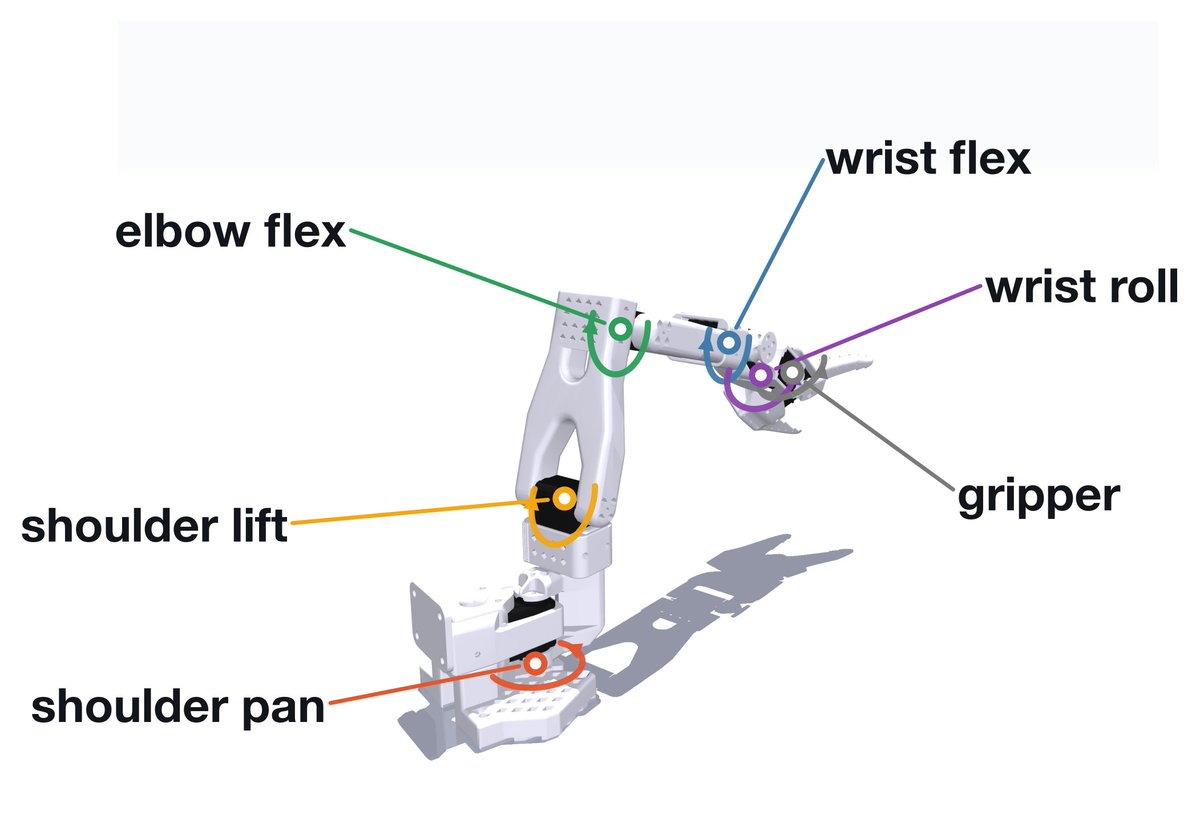 wrist flex
elbow flex
wrist roll
gripper
shoulder lift
shoulder pan